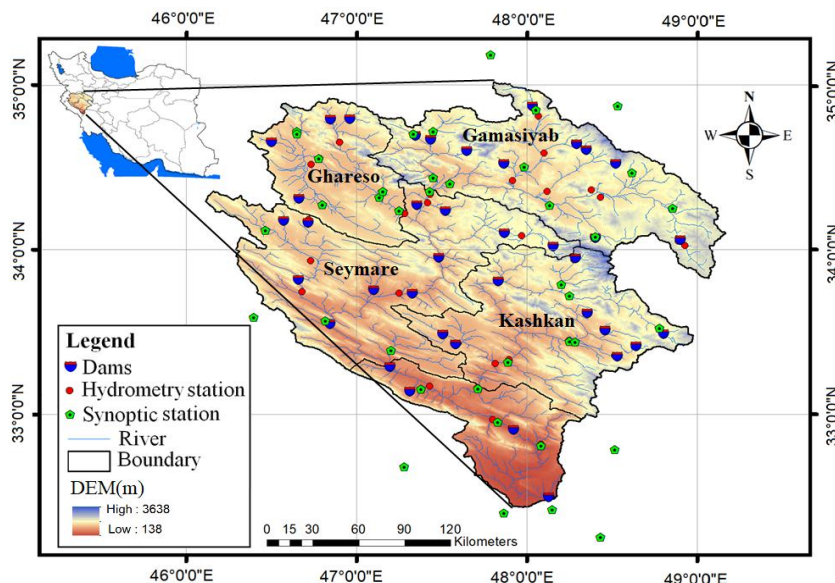 46°0'0"E 47°0'0"E 48°0'0"E 49°0'0"E
35°0'0"N
34°0'0"N
33°0'0"N
N
W E
S
Gamasiyab
Ghareso
Seymare
Kashkan
Legend
Dams
Hydrometry station
Synoptic station
River
Boundary
DEM(m)
High : 3638
Low : 138
0 15 30 60 90 120
Kilometers
35°0'0"N
34°0'0"N
33°0'0"N
46°0'0"E 47°0'0"E 48°0'0"E 49°0'0"E